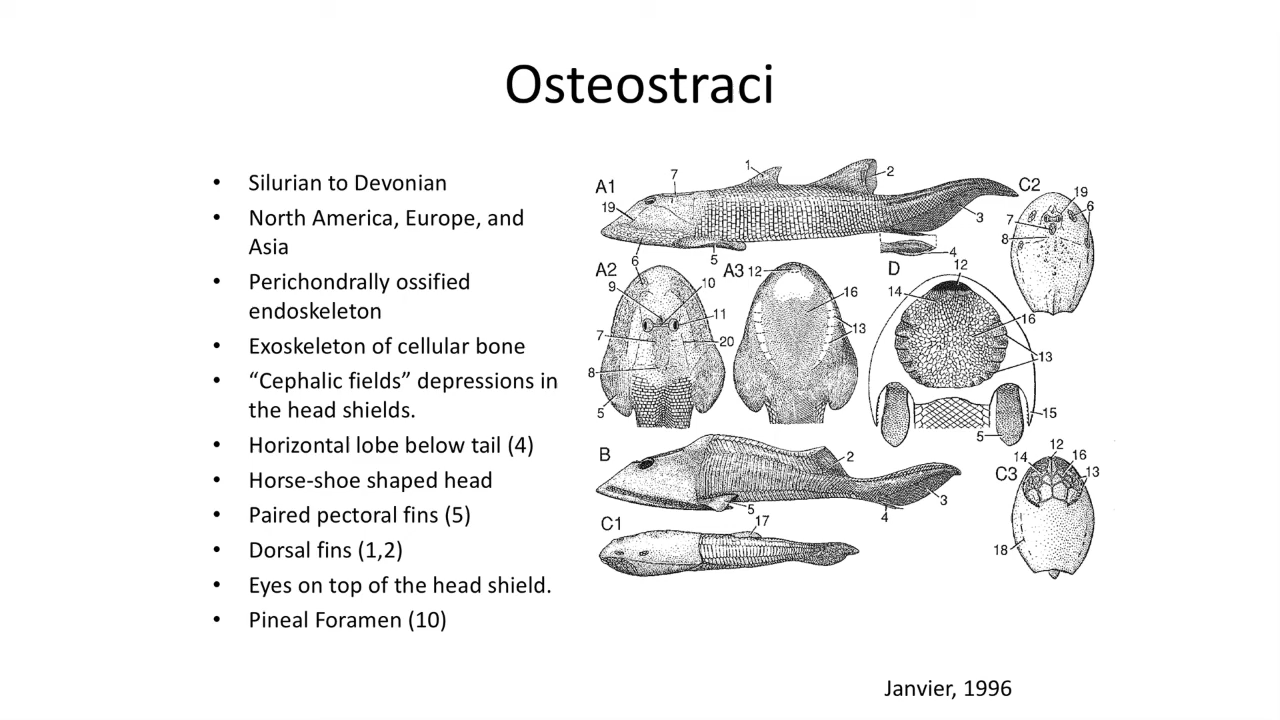 Osteostraci
• Silurian to Devonian
• North America, Europe, and
Asia
• Perichondrally ossified
endoskeleton
• Exoskeleton of cellular bone
• “Cephalic fields” depressions in
the head shields.
• Horizontal lobe below tail (4)
• Horse-shoe shaped head
• Paired pectoral fins (5)
• Dorsal fins (1,2)
• Eyes on top of the head shield.
• Pineal Foramen (10)
A1
7
1
2
19
6
5
3
4
C2
19
6
7
8
A2
9
10
11
7
20
8
5
A3
12
16
13
D
12
14
16
13
15
5
B
2
5
4
3
C1
17
C3
14
12
16
13
18
Janvier, 1996